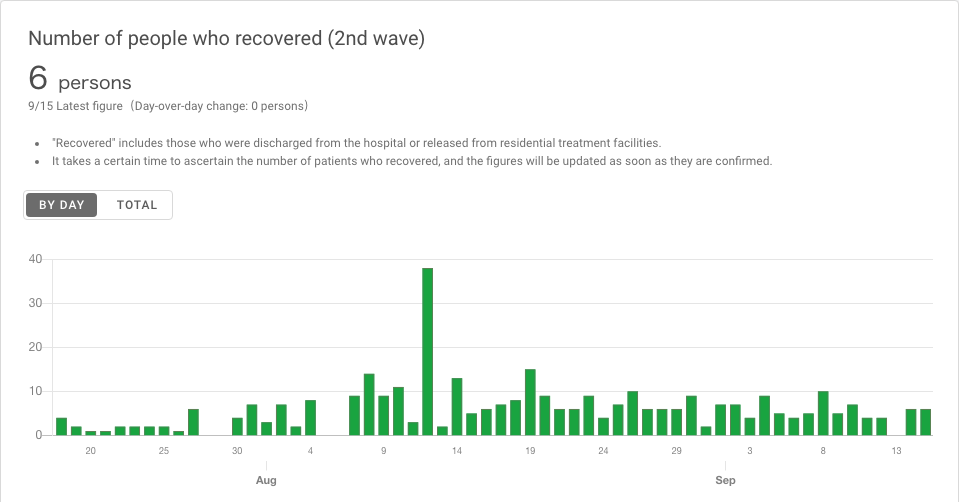 Number of people who recovered (2nd wave)
6 persons
9/15 Latest figure（Day-over-day change: 0 persons）
• "Recovered" includes those who were discharged from the hospital or released from residential treatment facilities.
• It takes a certain time to ascertain the number of patients who recovered, and the figures will be updated as soon as they are confirmed.
BY DAY TOTAL
40
30
20
10
0
20 25 30 4 9 14 19 24 29 3 8 13
Aug Sep